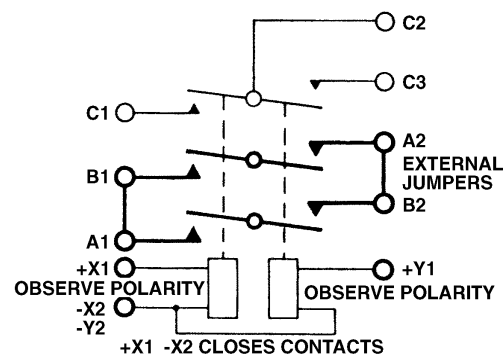 C2
C3
C1
A2
EXTERNAL
JUMPERS
B1
B2
A1
+X1
+Y1
OBSERVE POLARITY
OBSERVE POLARITY
-X2
-Y2
+X1 -X2 CLOSES CONTACTS